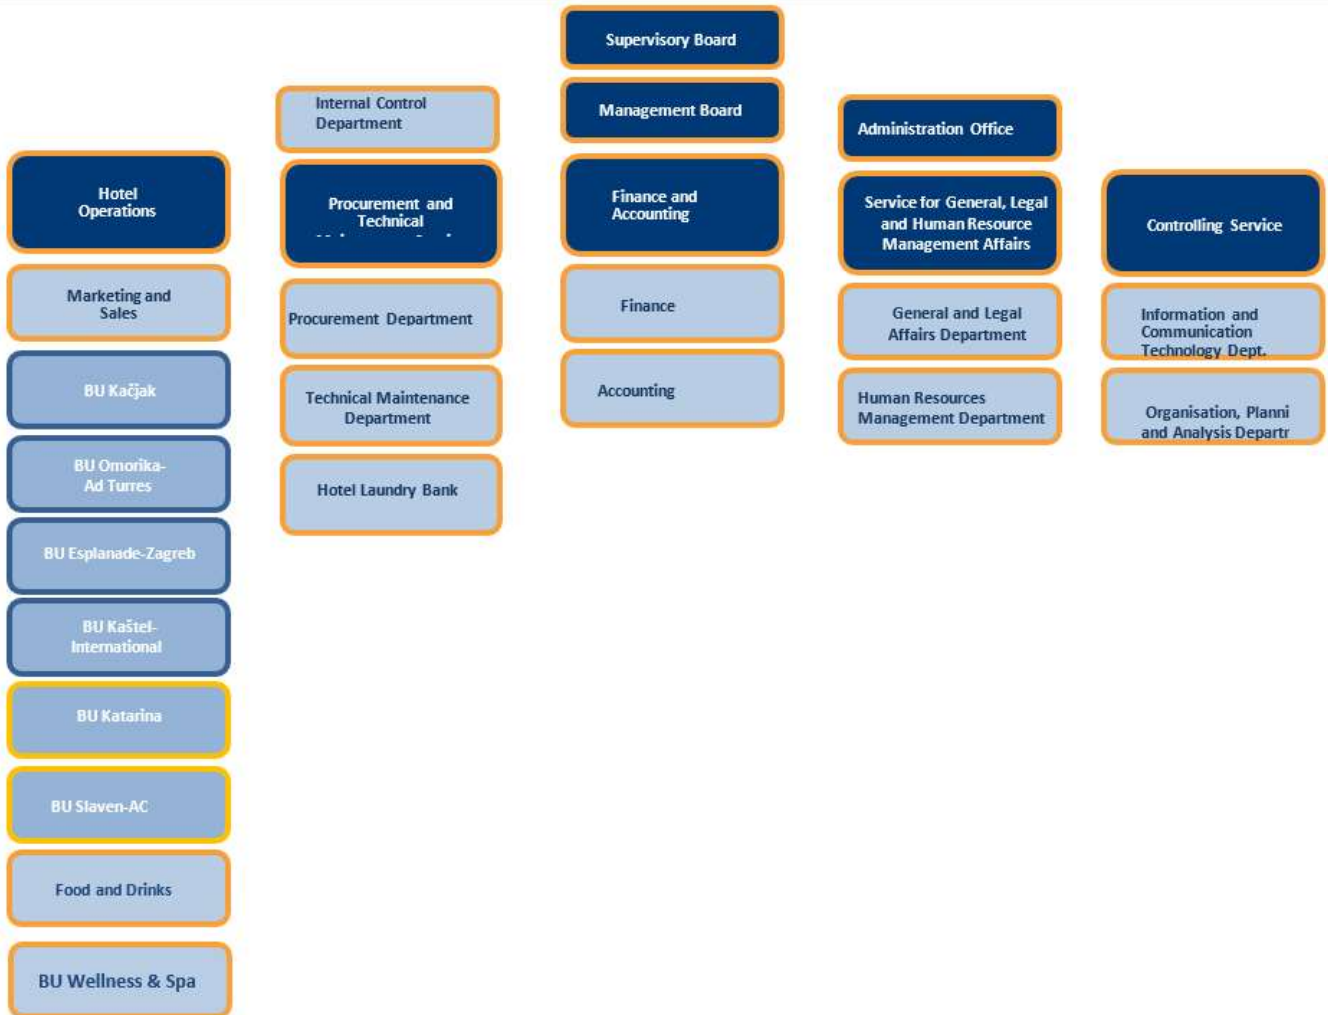 Supervisory Board
Management Board
Internal Control
Department
Administration Office
Hotel
Operations
Procurement and
Technical
Finance and
Accounting
Service for General, Legal
and Human Resource
Management Affairs
Controlling Service
Marketing and
Sales
BU Kačjak
BU Omorika-
Ad Turres
BU Esplanade-Zagreb
BU Kaštel-
International
BU Katarina
BU Slaven-AC
Food and Drinks
BU Wellness & Spa
Procurement Department
Technical Maintenance
Department
Hotel Laundry Bank
Finance
Accounting
General and Legal
Affairs Department
Human Resources
Management Department
Information and
Communication
Technology Dept.
Organisation, Planni
and Analysis Departr